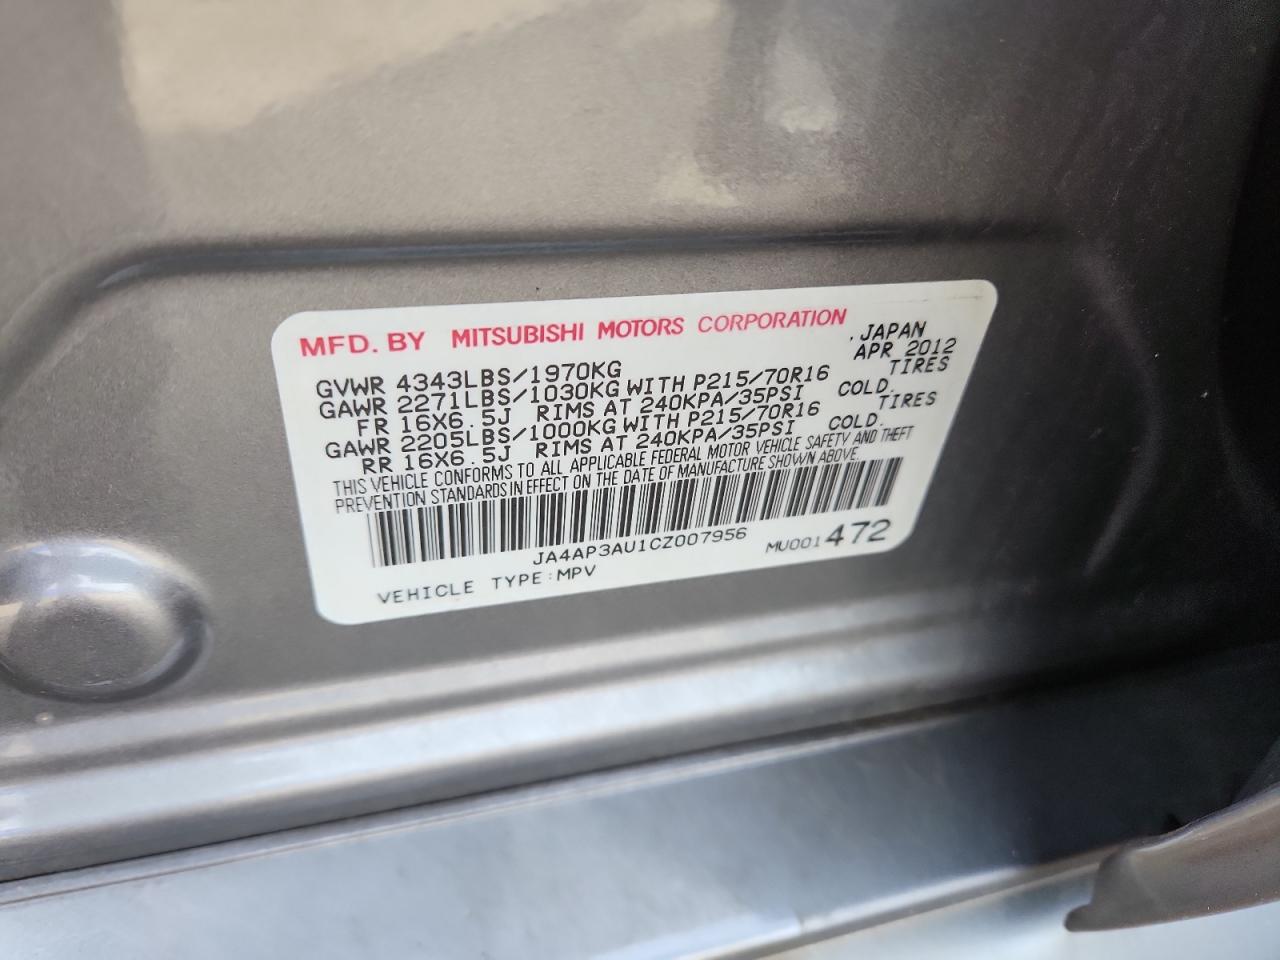 MFD. BY MITSUBISHI MOTORS CORPORATION , JAPAN
APR 2012
GVWR 4343LBS/1970KG
GAWR 2271LBS/1030KG WITH P215/70R16 TIRES
FR 16X6.5J RIMS AT 240KPA/35PSI COLD.
GAWR 2205LBS/1000KG WITH P215/70R16 TIRES
RR 16X6.5J RIMS AT 240KPA/35PSI COLD.
THIS VEHICLE CONFORMS TO ALL APPLICABLE FEDERAL MOTOR VEHICLE SAFETY AND THEFT
PREVENTION STANDARDS IN EFFECT ON THE DATE OF MANUFACTURE SHOWN ABOVE.
JA4AP3AU1CZ007956 MU001472
VEHICLE TYPE:MPV